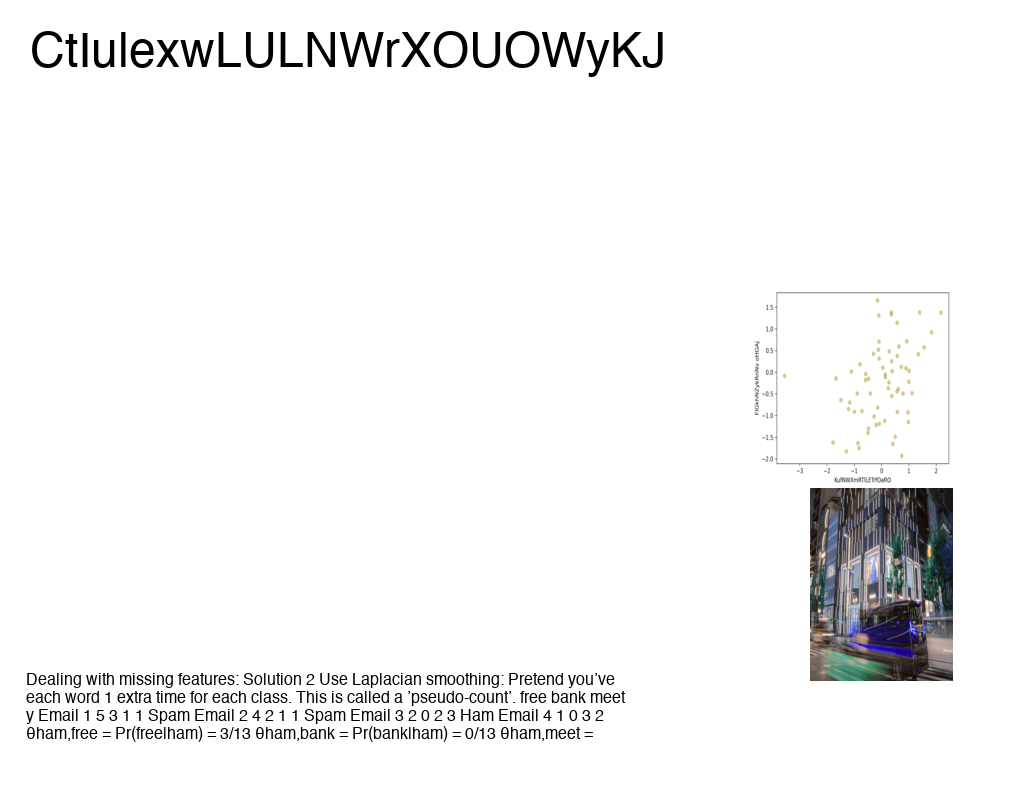 CtIulexwLULNWrXOUOWyKJ
1.5
1.0
0.5
0.0
−0.5
−1.0
−1.5
−2.0
−3 −2 −1 0 1 2
Dealing with missing features: Solution 2 Use Laplacian smoothing: Pretend you've
each word 1 extra time for each class. This is called a 'pseudo-count'. free bank meet
y Email 1 5 3 1 1 Spam Email 2 4 2 1 1 Spam Email 3 2 0 2 3 Ham Email 4 1 0 3 2
θham,free = Pr(free|ham) = 3/13 θham,bank = Pr(bank|ham) = 0/13 θham,meet =